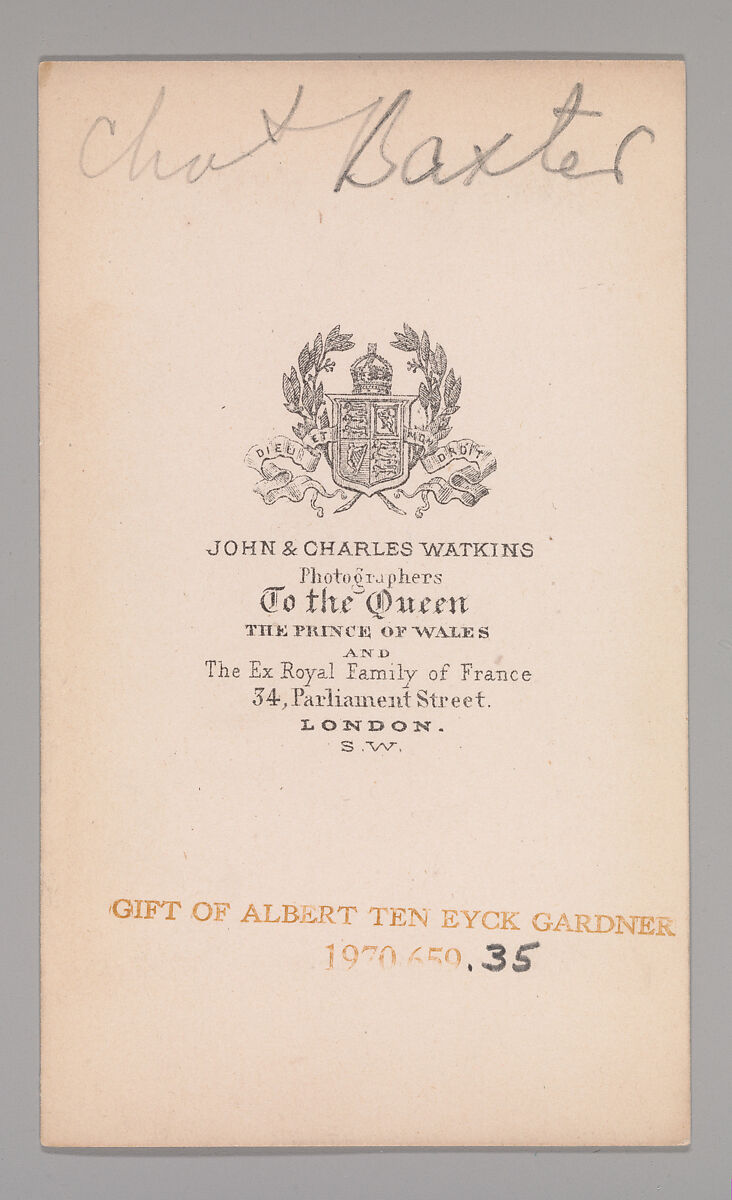 Chas Baxter
DIEU ET MON DROIT
JOHN & CHARLES WATKINS
Photographers
To the Queen
THE PRINCE OF WALES
AND
The Ex Royal Family of France
34, Parliament Street.
LONDON.
S.W.
GIFT OF ALBERT TEN EYCK GARDNER
1970.659.35